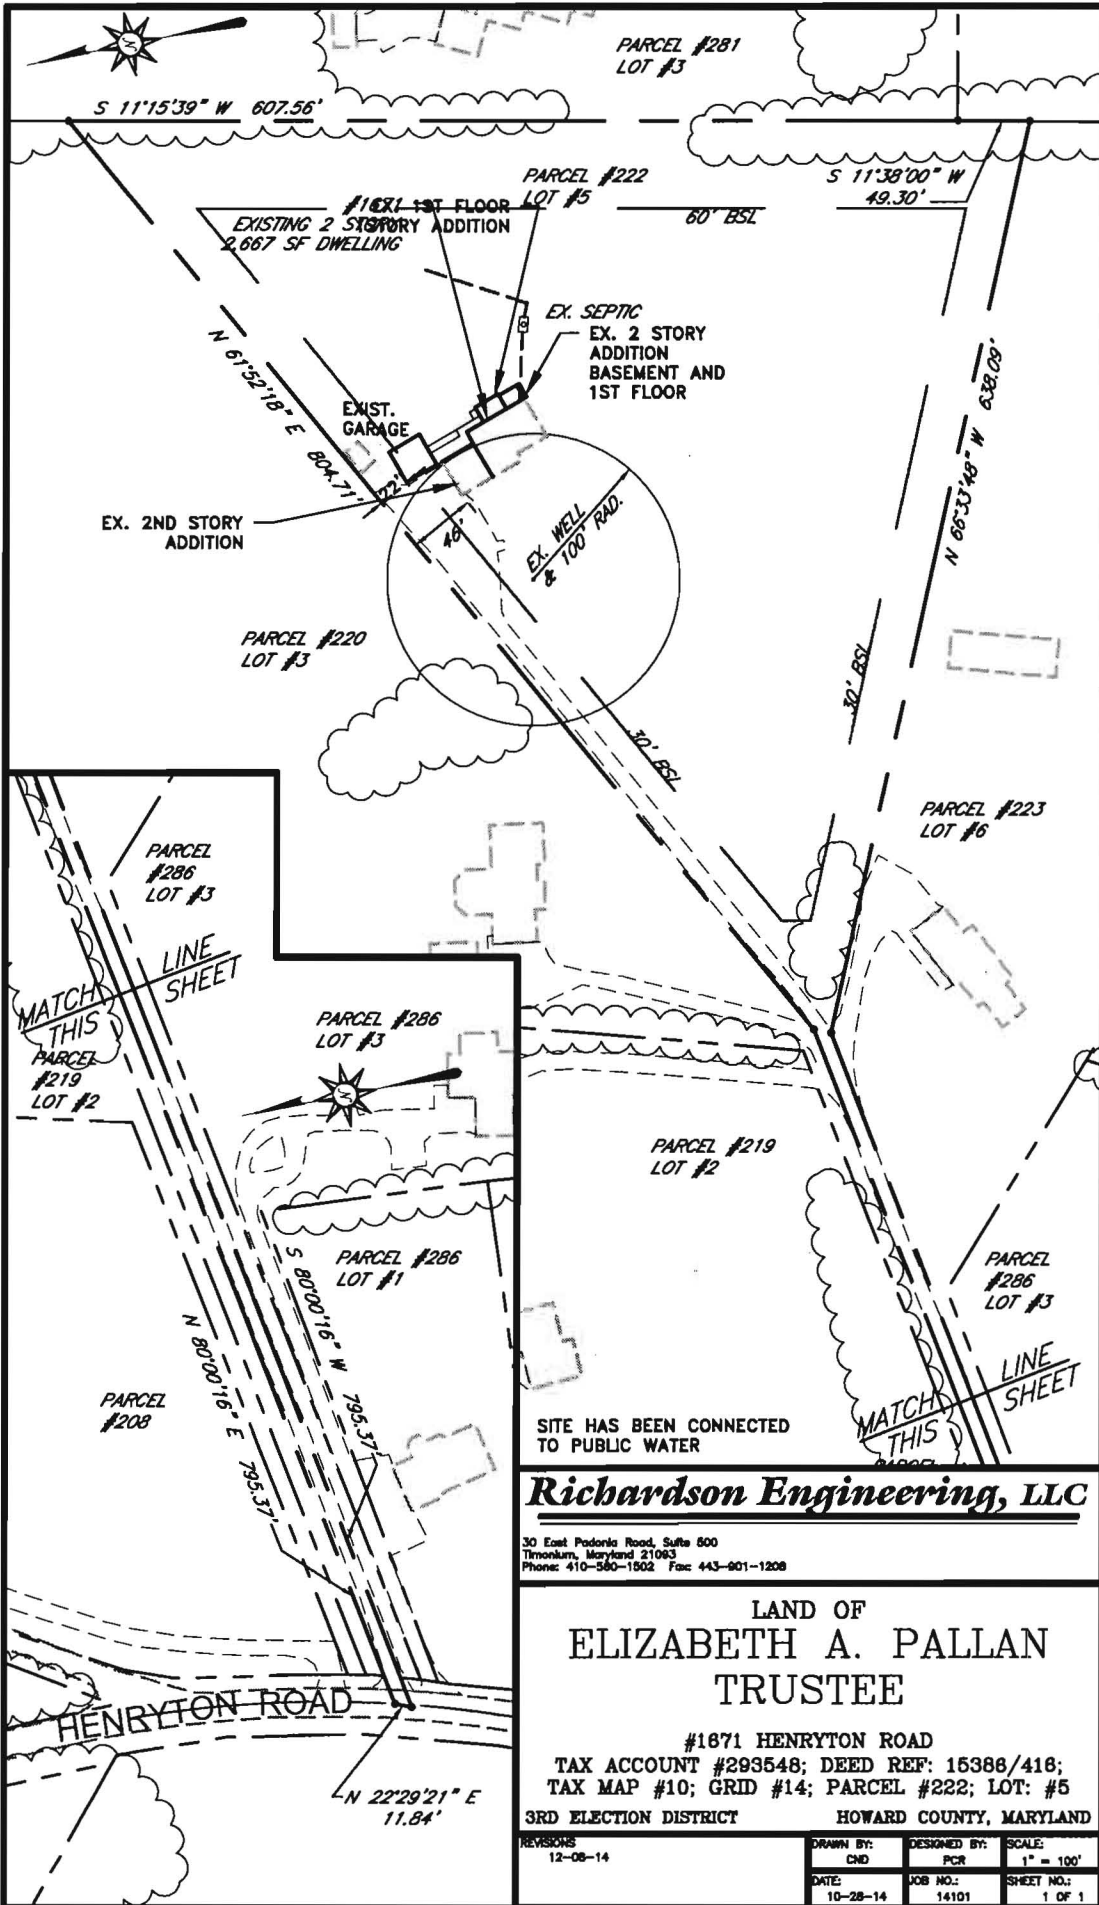 N
PARCEL #281
LOT #3
S 11°15'39" W 607.56'
PARCEL #222
LOT #5
S 11°38'00" W
49.30'
#1671
EX. 1ST FLOOR
EXISTING 2 STORY
STORY ADDITION
2,667 SF DWELLING
60' BSL
EX. SEPTIC
EX. 2 STORY
ADDITION
BASEMENT AND
1ST FLOOR
N 61°52'18" E 804.71'
EXIST.
GARAGE
22'
N 66°33'48" W 638.09'
EX. 2ND STORY
ADDITION
46'
EX. WELL
& 100' RAD.
PARCEL #220
LOT #3
30' BSL
30' BSL
PARCEL #223
LOT #6
PARCEL
#286
LOT #3
MATCH LINE
THIS SHEET
PARCEL
#219
LOT #2
PARCEL #286
LOT #3
N
PARCEL #219
LOT #2
PARCEL #286
LOT #1
S 80°00'16" W 795.37'
N 80°00'16" E 795.37'
PARCEL
#208
PARCEL
#286
LOT #3
MATCH LINE
THIS SHEET
PARCEL
SITE HAS BEEN CONNECTED
TO PUBLIC WATER
HENRYTON ROAD
N 22°29'21" E
11.84'
Richardson Engineering, LLC
30 East Padonia Road, Suite 500
Timonium, Maryland 21093
Phone: 410-560-1502 Fax: 443-901-1208
LAND OF
ELIZABETH A. PALLAN
TRUSTEE
#1671 HENRYTON ROAD
TAX ACCOUNT #293548; DEED REF: 15386/416;
TAX MAP #10; GRID #14; PARCEL #222; LOT: #5
3RD ELECTION DISTRICT HOWARD COUNTY, MARYLAND
REVISIONS
12-08-14
DRAWN BY:
CND
DESIGNED BY:
PCR
SCALE:
1" = 100'
DATE:
10-28-14
JOB NO.:
14101
SHEET NO.:
1 OF 1